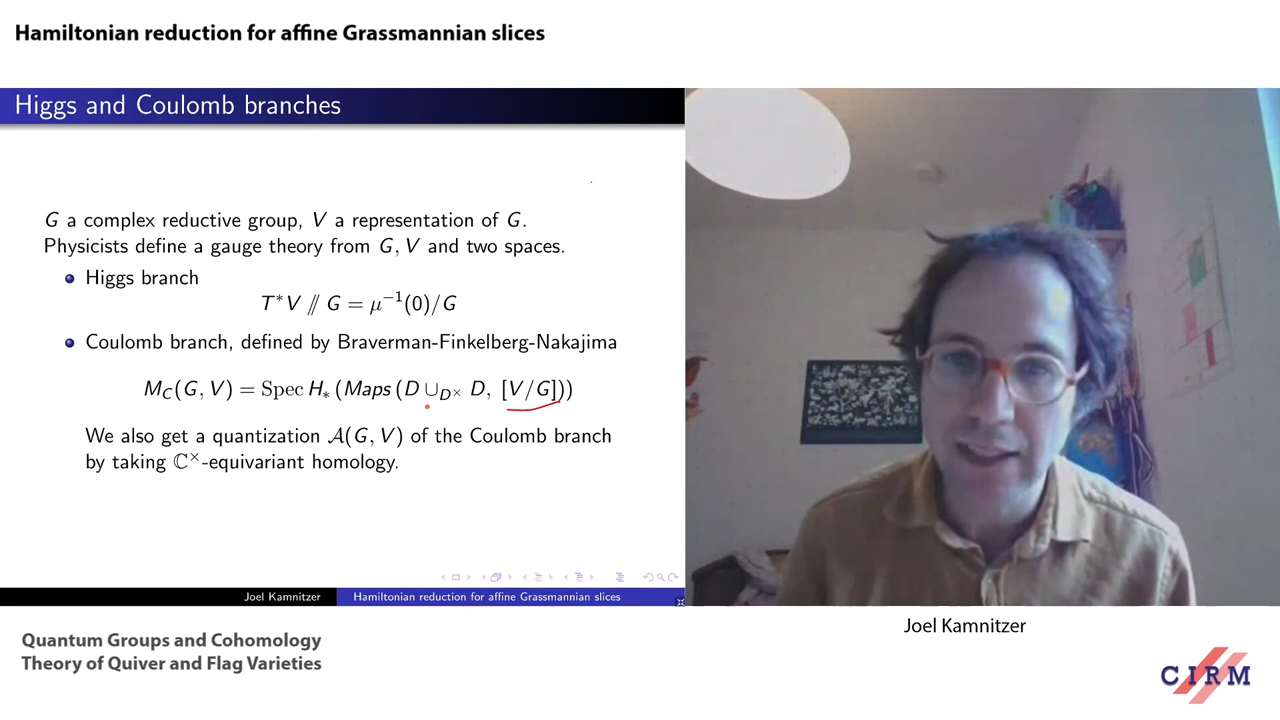 Hamiltonian reduction for affine Grassmannian slices
Higgs and Coulomb branches
G a complex reductive group, V a representation of G.
Physicists define a gauge theory from G, V and two spaces.
Higgs branch
T*V // G = μ⁻¹(0)/G
Coulomb branch, defined by Braverman-Finkelberg-Nakajima
M_C(G, V) = Spec H_* (Maps (D ∪_{D^×} D, [V/G]))
We also get a quantization 𝒜(G, V) of the Coulomb branch
by taking ℂ^×-equivariant homology.
Joel Kamnitzer Hamiltonian reduction for affine Grassmannian slices
Joel Kamnitzer
Quantum Groups and Cohomology
Theory of Quiver and Flag Varieties
CIRM